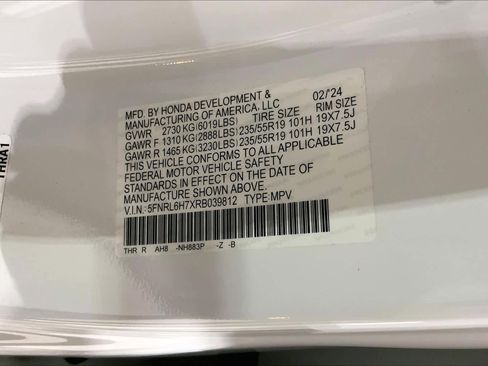 MFD. BY HONDA DEVELOPMENT & 02/'24
MANUFACTURING OF AMERICA, LLC
GVWR 2730 KG (6019LBS) TIRE SIZE RIM SIZE
GAWR F 1310 KG (2888LBS) 235/55R19 101H 19X7.5J
GAWR R 1465 KG (3230LBS) 235/55R19 101H 19X7.5J
THIS VEHICLE CONFORMS TO ALL APPLICABLE
FEDERAL MOTOR VEHICLE SAFETY
STANDARDS IN EFFECT ON THE DATE OF
MANUFACTURE SHOWN ABOVE.
V.I.N.: 5FNRL6H7XRB039812 TYPE:MPV
THR R AH8 -NH883P -Z -B
THRA1